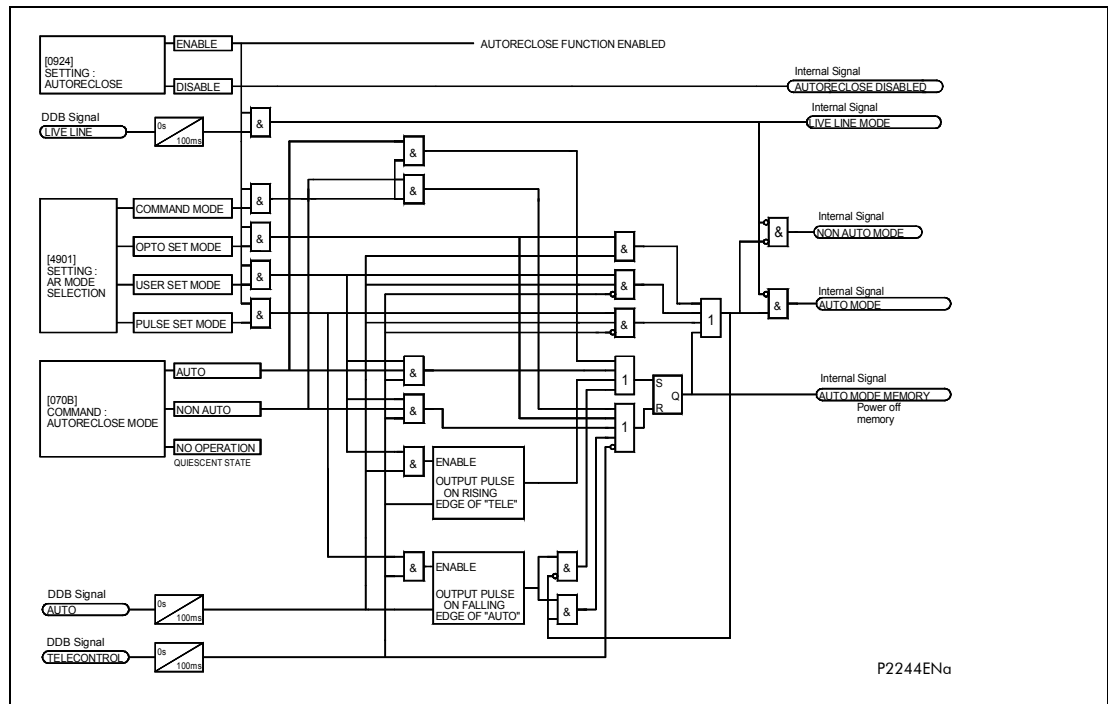 [0924]
SETTING :
AUTORECLOSE
ENABLE
AUTORECLOSE FUNCTION ENABLED
DISABLE
Internal Signal
AUTORECLOSE DISABLED
DDB Signal
LIVE LINE
0s
100ms
&
Internal Signal
LIVE LINE MODE
&
&
[4901]
SETTING :
AR MODE
SELECTION
COMMAND MODE
&
OPTO SET MODE
&
USER SET MODE
&
PULSE SET MODE
&
&
&
&
1
Internal Signal
NON AUTO MODE
&
Internal Signal
AUTO MODE
&
[070B]
COMMAND :
AUTORECLOSE MODE
AUTO
NON AUTO
NO OPERATION
QUIESCENT STATE
&
&
1
1
S
Q
R
Internal Signal
AUTO MODE MEMORY
Power off
memory
&
ENABLE
OUTPUT PULSE
ON RISING
EDGE OF "TELE"
&
ENABLE
OUTPUT PULSE
ON FALLING
EDGE OF "AUTO"
&
&
DDB Signal
AUTO
0s
100ms
DDB Signal
TELECONTROL
0s
100ms
P2244ENa